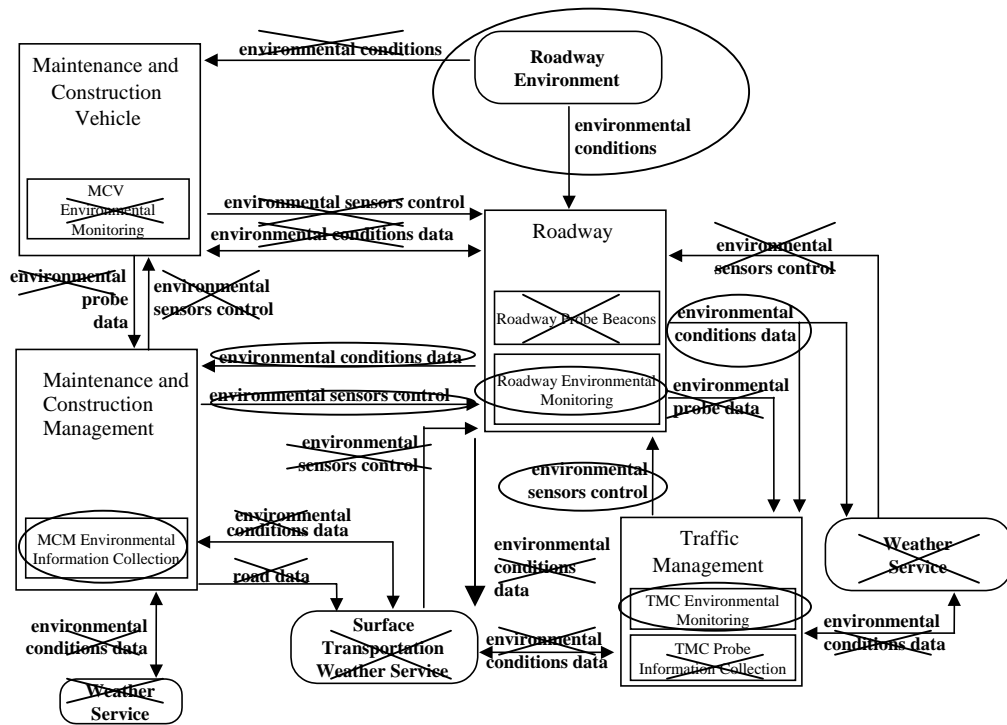 environmental conditions
Roadway
Environment
Maintenance and
Construction
Vehicle
environmental
conditions
MCV
Environmental
Monitoring
environmental sensors control
environmental conditions data
Roadway
environmental
sensors control
environmental
probe
data
environmental
sensors control
Roadway Probe Beacons
environmental
conditions data
environmental conditions data
Maintenance and
Construction
Management
Roadway Environmental
Monitoring
environmental
probe data
environmental sensors control
environmental
sensors control
environmental
sensors control
environmental
conditions data
MCM Environmental
Information Collection
Traffic
Management
Weather
Service
environmental
conditions
data
road data
TMC Environmental
Monitoring
environmental
conditions data
Surface
Transportation
Weather Service
environmental
conditions data
TMC Probe
Information Collection
environmental
conditions data
Weather
Service